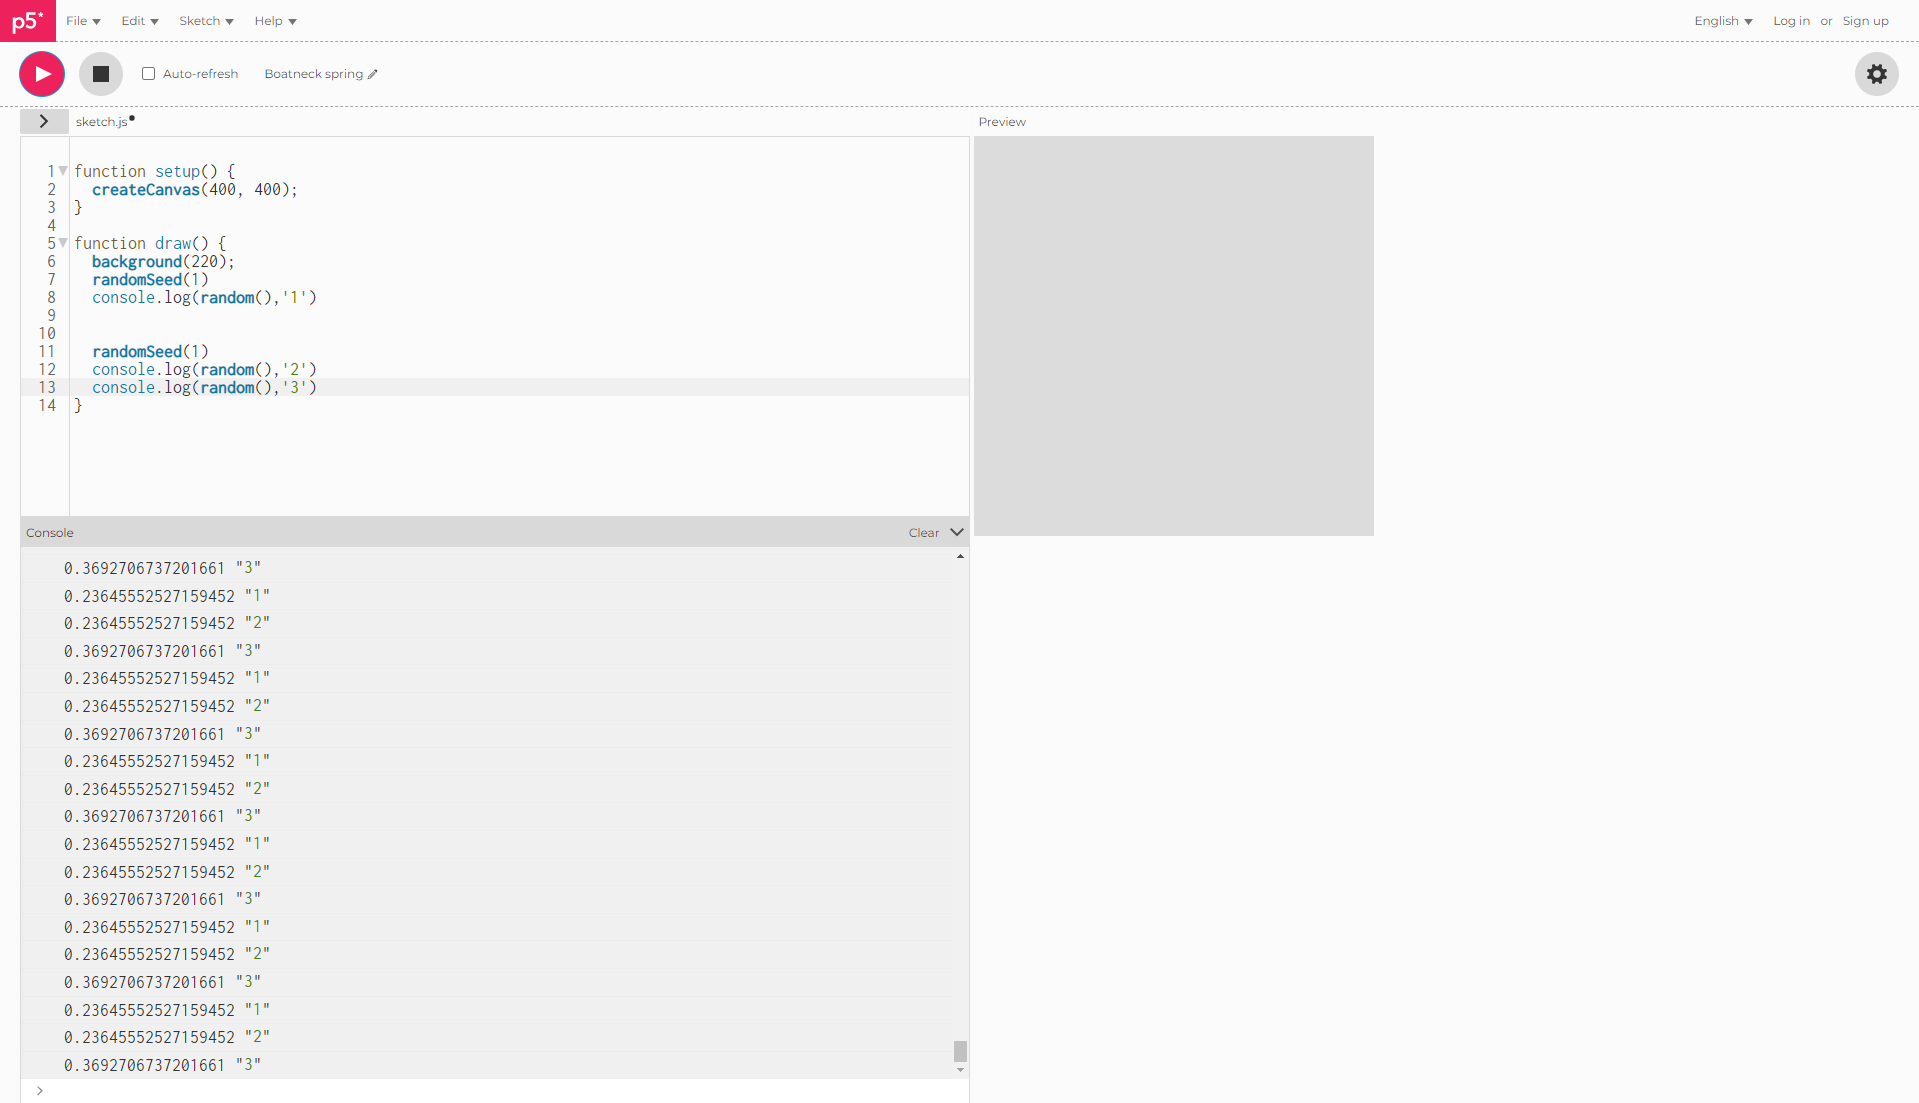 p5* File Edit Sketch Help English Log in or Sign up
Auto-refresh Boatneck spring
sketch.js
Preview
1 function setup() {
2   createCanvas(400, 400);
3 }
4
5 function draw() {
6   background(220);
7   randomSeed(1)
8   console.log(random(),'1')
9
10
11   randomSeed(1)
12   console.log(random(),'2')
13   console.log(random(),'3')
14 }
Console Clear
0.3692706737201661 "3"
0.23645552527159452 "1"
0.23645552527159452 "2"
0.3692706737201661 "3"
0.23645552527159452 "1"
0.23645552527159452 "2"
0.3692706737201661 "3"
0.23645552527159452 "1"
0.23645552527159452 "2"
0.3692706737201661 "3"
0.23645552527159452 "1"
0.23645552527159452 "2"
0.3692706737201661 "3"
0.23645552527159452 "1"
0.23645552527159452 "2"
0.3692706737201661 "3"
0.23645552527159452 "1"
0.23645552527159452 "2"
0.3692706737201661 "3"
>